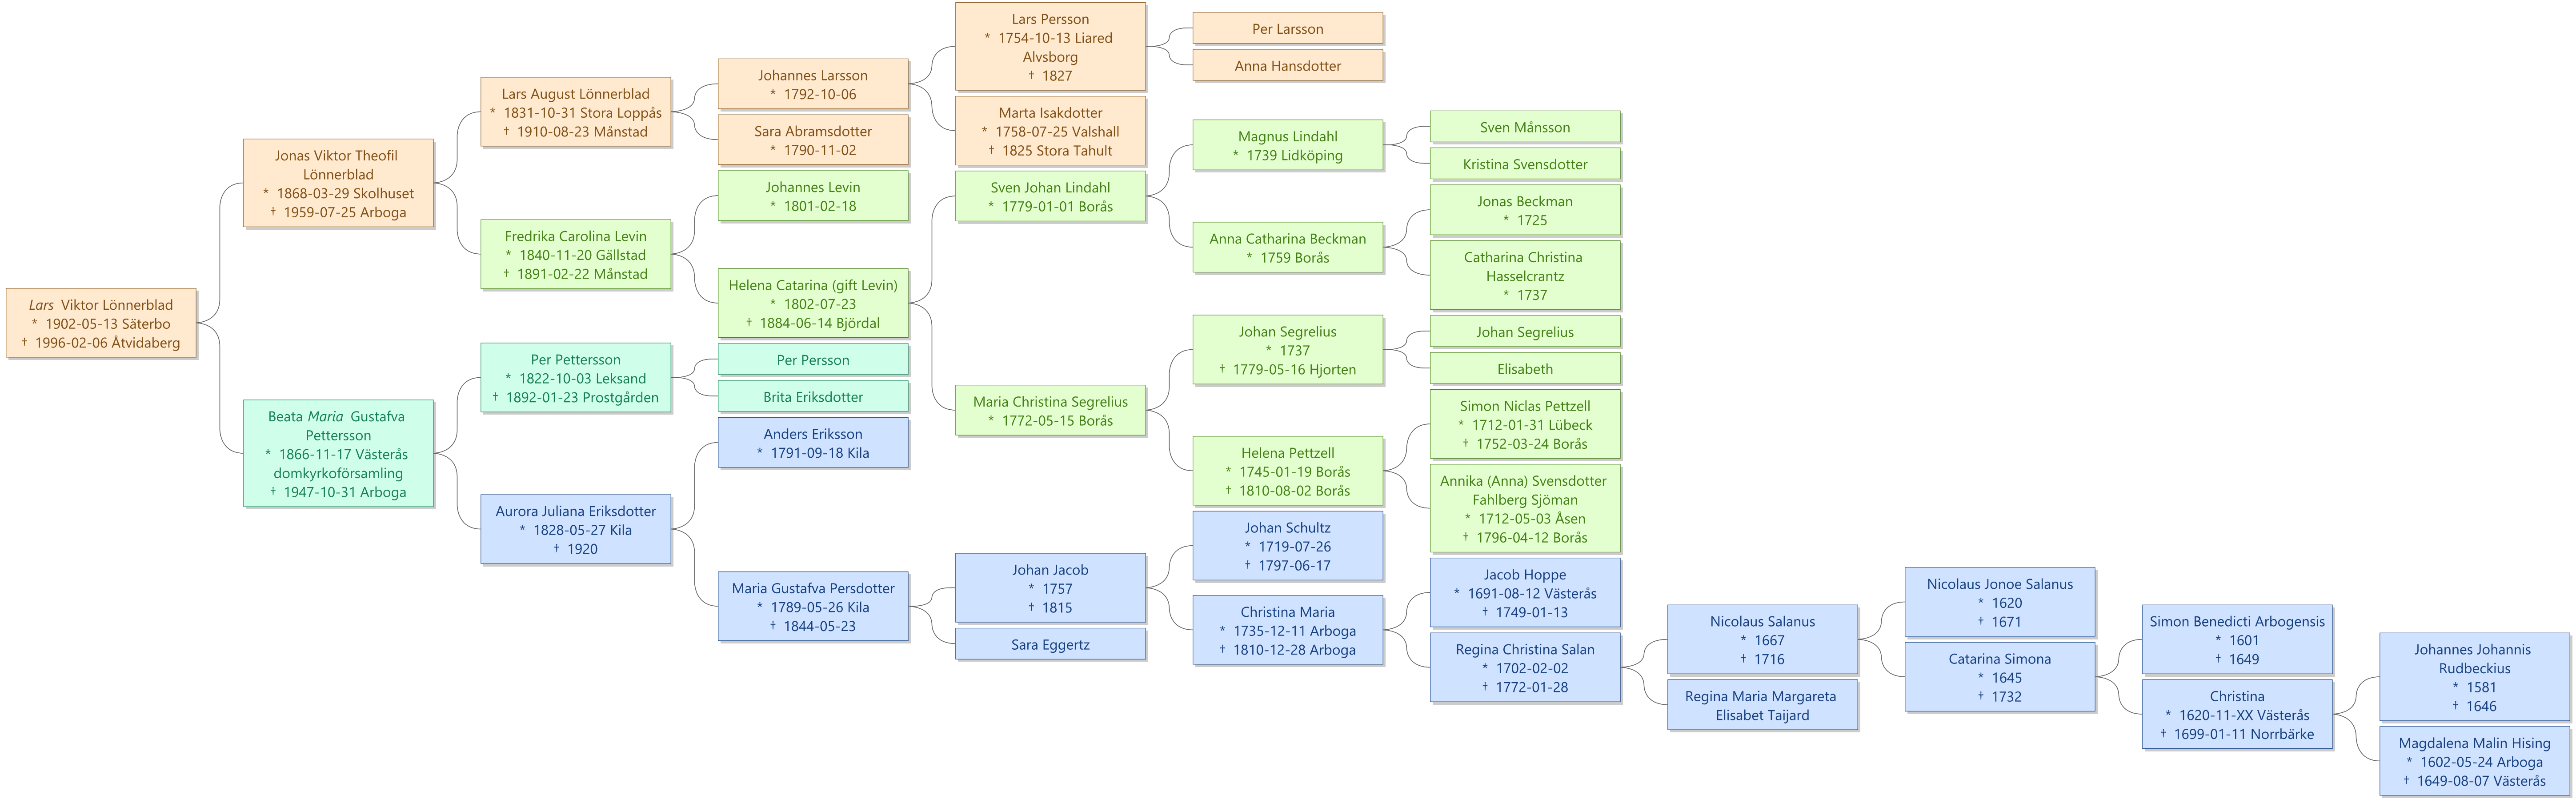 Lars Viktor Lönnerblad
* 1902-05-13 Säterbo
† 1996-02-06 Åtvidaberg
Jonas Viktor Theofil
Lönnerblad
* 1868-03-29 Skolhuset
† 1959-07-25 Arboga
Beata Maria Gustafva
Pettersson
* 1866-11-17 Västerås
domkyrkoförsamling
† 1947-10-31 Arboga
Lars August Lönnerblad
* 1831-10-31 Stora Loppås
† 1910-08-23 Månstad
Fredrika Carolina Levin
* 1840-11-20 Gällstad
† 1891-02-22 Månstad
Per Pettersson
* 1822-10-03 Leksand
† 1892-01-23 Prostgården
Aurora Juliana Eriksdotter
* 1828-05-27 Kila
† 1920
Johannes Larsson
* 1792-10-06
Sara Abramsdotter
* 1790-11-02
Johannes Levin
* 1801-02-18
Helena Catarina (gift Levin)
* 1802-07-23
† 1884-06-14 Björdal
Per Persson
Brita Eriksdotter
Anders Eriksson
* 1791-09-18 Kila
Maria Gustafva Persdotter
* 1789-05-26 Kila
† 1844-05-23
Lars Persson
* 1754-10-13 Liared
Alvsborg
† 1827
Marta Isakdotter
* 1758-07-25 Valshall
† 1825 Stora Tahult
Sven Johan Lindahl
* 1779-01-01 Borås
Maria Christina Segrelius
* 1772-05-15 Borås
Johan Jacob
* 1757
† 1815
Sara Eggertz
Per Larsson
Anna Hansdotter
Magnus Lindahl
* 1739 Lidköping
Anna Catharina Beckman
* 1759 Borås
Johan Segrelius
* 1737
† 1779-05-16 Hjorten
Helena Pettzell
* 1745-01-19 Borås
† 1810-08-02 Borås
Johan Schultz
* 1719-07-26
† 1797-06-17
Christina Maria
* 1735-12-11 Arboga
† 1810-12-28 Arboga
Sven Månsson
Kristina Svensdotter
Jonas Beckman
* 1725
Catharina Christina
Hasselcrantz
* 1737
Johan Segrelius
Elisabeth
Simon Niclas Pettzell
* 1712-01-31 Lübeck
† 1752-03-24 Borås
Annika (Anna) Svensdotter
Fahlberg Sjöman
* 1712-05-03 Åsen
† 1796-04-12 Borås
Jacob Hoppe
* 1691-08-12 Västerås
† 1749-01-13
Regina Christina Salan
* 1702-02-02
† 1772-01-28
Nicolaus Salanus
* 1667
† 1716
Regina Maria Margareta
Elisabet Taijard
Nicolaus Jonoe Salanus
* 1620
† 1671
Catarina Simona
* 1645
† 1732
Simon Benedicti Arbogensis
* 1601
† 1649
Christina
* 1620-11-XX Västerås
† 1699-01-11 Norrbärke
Johannes Johannis
Rudbeckius
* 1581
† 1646
Magdalena Malin Hising
* 1602-05-24 Arboga
† 1649-08-07 Västerås